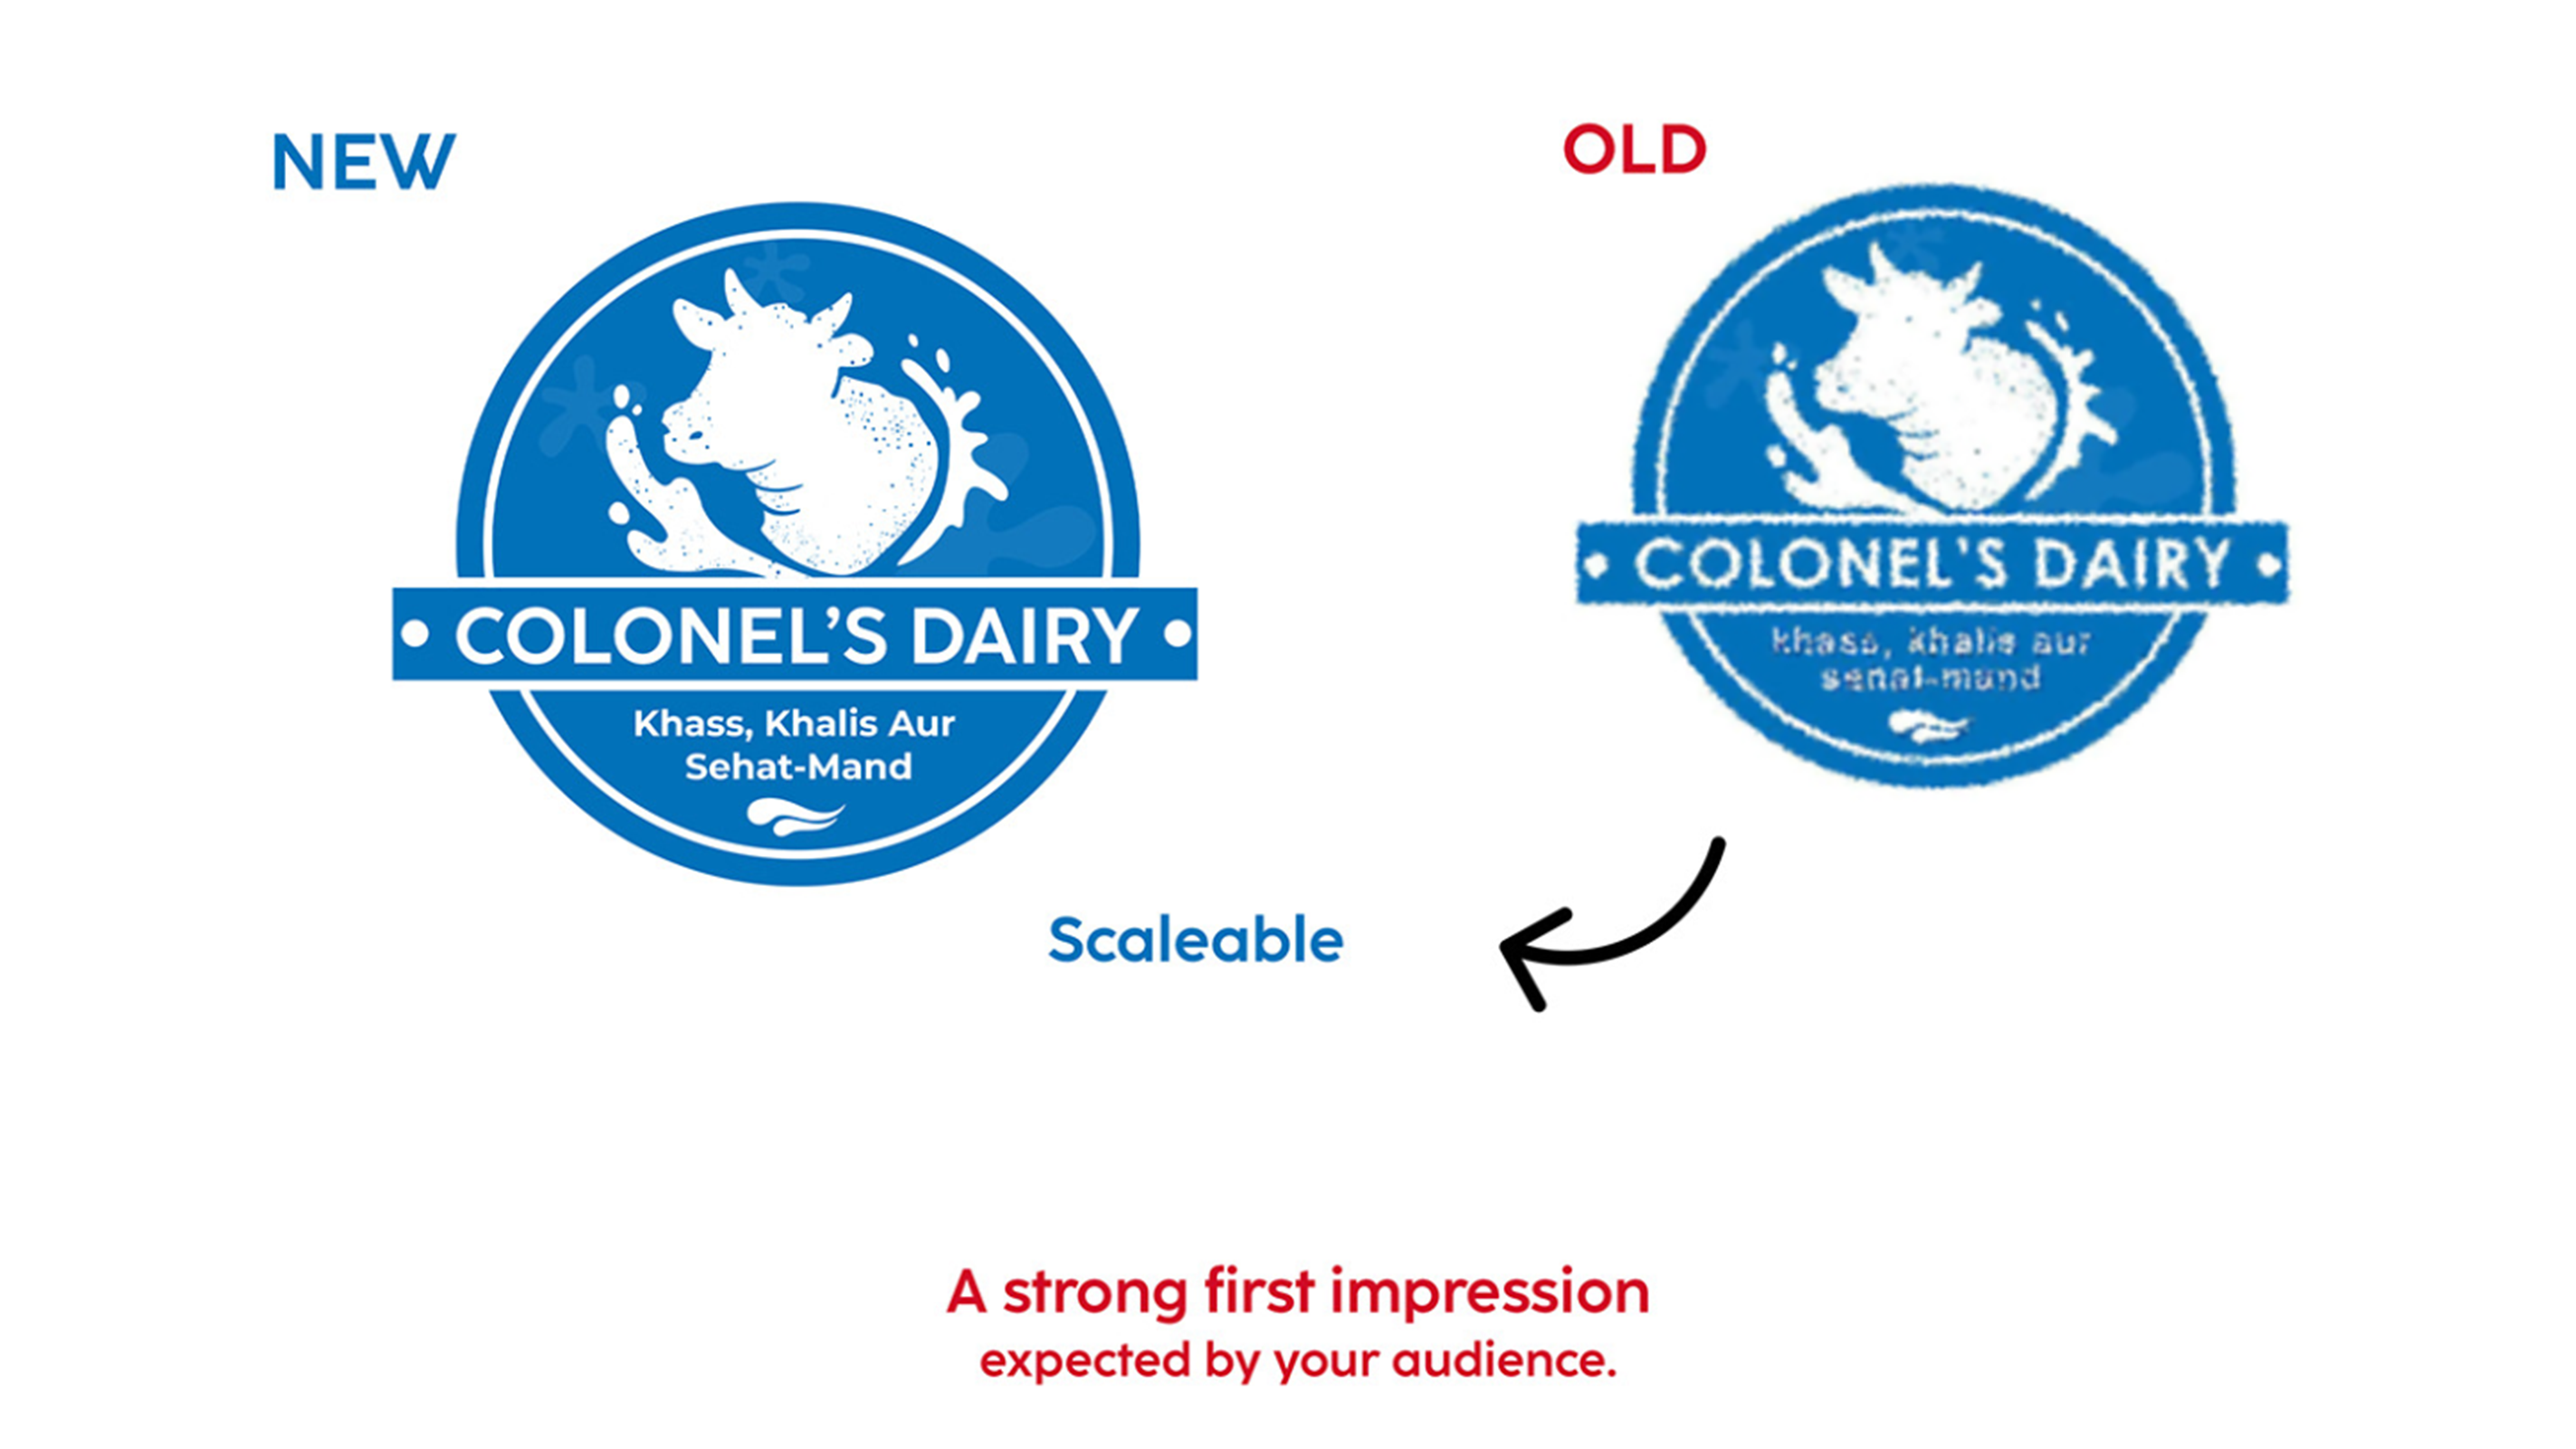 NEW
COLONEL'S DAIRY
Khass, Khalis Aur
Sehat-Mand
OLD
COLONEL'S DAIRY
khass, khalis aur
sehat-mand
Scaleable
A strong first impression
expected by your audience.